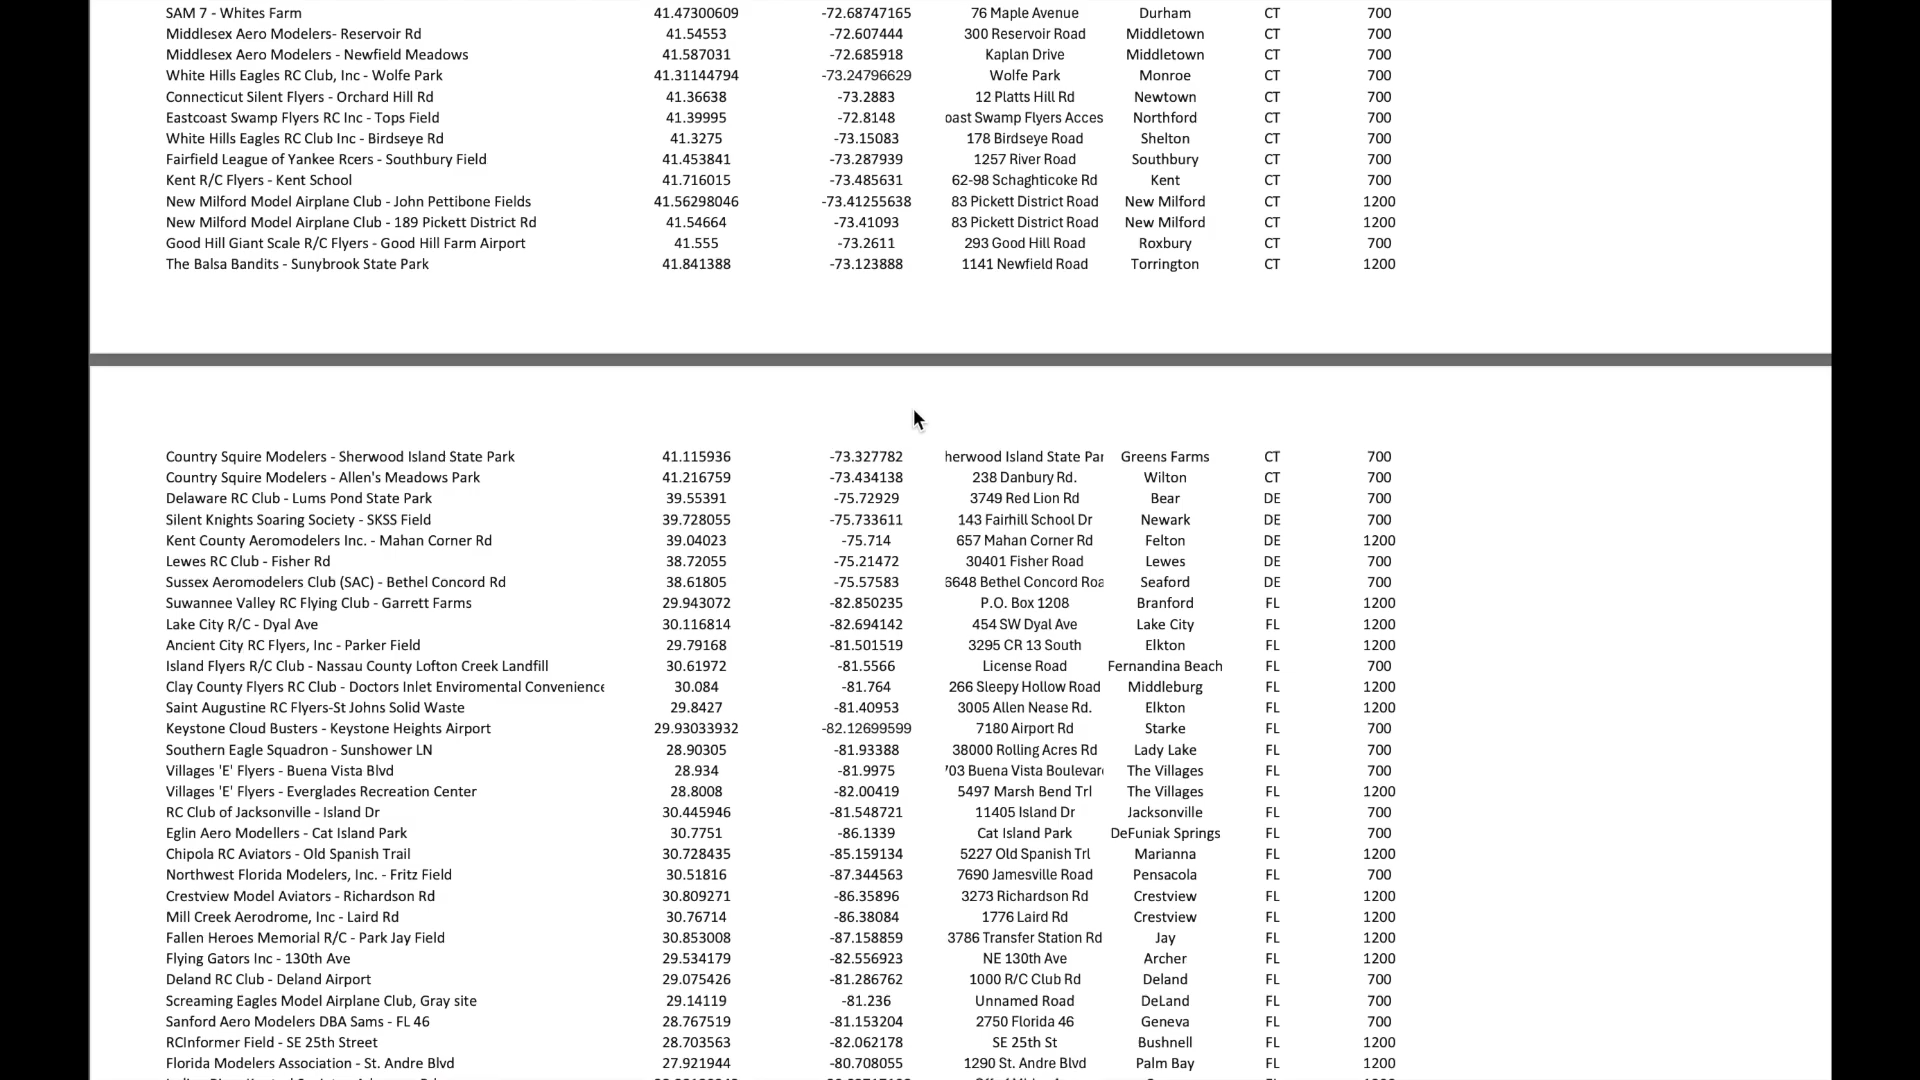 SAM 7 - Whites Farm 41.47300609 -72.68747165 76 Maple Avenue Durham CT 700
Middlesex Aero Modelers- Reservoir Rd 41.54553 -72.607444 300 Reservoir Road Middletown CT 700
Middlesex Aero Modelers - Newfield Meadows 41.587031 -72.685918 Kaplan Drive Middletown CT 700
White Hills Eagles RC Club, Inc - Wolfe Park 41.31144794 -73.24796629 Wolfe Park Monroe CT 700
Connecticut Silent Flyers - Orchard Hill Rd 41.36638 -73.2883 12 Platts Hill Rd Newtown CT 700
Eastcoast Swamp Flyers RC Inc - Tops Field 41.39995 -72.8148 oast Swamp Flyers Acces Northford CT 700
White Hills Eagles RC Club Inc - Birdseye Rd 41.3275 -73.15083 178 Birdseye Road Shelton CT 700
Fairfield League of Yankee Rcers - Southbury Field 41.453841 -73.287939 1257 River Road Southbury CT 700
Kent R/C Flyers - Kent School 41.716015 -73.485631 62-98 Schaghticoke Rd Kent CT 700
New Milford Model Airplane Club - John Pettibone Fields 41.56298046 -73.41255638 83 Pickett District Road New Milford CT 1200
New Milford Model Airplane Club - 189 Pickett District Rd 41.54664 -73.41093 83 Pickett District Road New Milford CT 1200
Good Hill Giant Scale R/C Flyers - Good Hill Farm Airport 41.555 -73.2611 293 Good Hill Road Roxbury CT 700
The Balsa Bandits - Sunybrook State Park 41.841388 -73.123888 1141 Newfield Road Torrington CT 1200
Country Squire Modelers - Sherwood Island State Park 41.115936 -73.327782 herwood Island State Par Greens Farms CT 700
Country Squire Modelers - Allen's Meadows Park 41.216759 -73.434138 238 Danbury Rd. Wilton CT 700
Delaware RC Club - Lums Pond State Park 39.55391 -75.72929 3749 Red Lion Rd Bear DE 700
Silent Knights Soaring Society - SKSS Field 39.728055 -75.733611 143 Fairhill School Dr Newark DE 700
Kent County Aeromodelers Inc. - Mahan Corner Rd 39.04023 -75.714 657 Mahan Corner Rd Felton DE 1200
Lewes RC Club - Fisher Rd 38.72055 -75.21472 30401 Fisher Road Lewes DE 700
Sussex Aeromodelers Club (SAC) - Bethel Concord Rd 38.61805 -75.57583 6648 Bethel Concord Roa Seaford DE 700
Suwannee Valley RC Flying Club - Garrett Farms 29.943072 -82.850235 P.O. Box 1208 Branford FL 1200
Lake City R/C - Dyal Ave 30.116814 -82.694142 454 SW Dyal Ave Lake City FL 1200
Ancient City RC Flyers, Inc - Parker Field 29.79168 -81.501519 3295 CR 13 South Elkton FL 1200
Island Flyers R/C Club - Nassau County Lofton Creek Landfill 30.61972 -81.5566 License Road Fernandina Beach FL 700
Clay County Flyers RC Club - Doctors Inlet Enviromental Convenience 30.084 -81.764 266 Sleepy Hollow Road Middleburg FL 1200
Saint Augustine RC Flyers-St Johns Solid Waste 29.8427 -81.40953 3005 Allen Nease Rd. Elkton FL 1200
Keystone Cloud Busters - Keystone Heights Airport 29.93033932 -82.12699599 7180 Airport Rd Starke FL 700
Southern Eagle Squadron - Sunshower LN 28.90305 -81.93388 38000 Rolling Acres Rd Lady Lake FL 700
Villages 'E' Flyers - Buena Vista Blvd 28.934 -81.9975 703 Buena Vista Boulevard The Villages FL 700
Villages 'E' Flyers - Everglades Recreation Center 28.8008 -82.00419 5497 Marsh Bend Trl The Villages FL 1200
RC Club of Jacksonville - Island Dr 30.445946 -81.548721 11405 Island Dr Jacksonville FL 700
Eglin Aero Modellers - Cat Island Park 30.7751 -86.1339 Cat Island Park DeFuniak Springs FL 700
Chipola RC Aviators - Old Spanish Trail 30.728435 -85.159134 5227 Old Spanish Trl Marianna FL 1200
Northwest Florida Modelers, Inc. - Fritz Field 30.51816 -87.344563 7690 Jamesville Road Pensacola FL 700
Crestview Model Aviators - Richardson Rd 30.809271 -86.35896 3273 Richardson Rd Crestview FL 1200
Mill Creek Aerodrome, Inc - Laird Rd 30.76714 -86.38084 1776 Laird Rd Crestview FL 1200
Fallen Heroes Memorial R/C - Park Jay Field 30.853008 -87.158859 3786 Transfer Station Rd Jay FL 1200
Flying Gators Inc - 130th Ave 29.534179 -82.556923 NE 130th Ave Archer FL 1200
Deland RC Club - Deland Airport 29.075426 -81.286762 1000 R/C Club Rd Deland FL 700
Screaming Eagles Model Airplane Club, Gray site 29.14119 -81.236 Unnamed Road DeLand FL 700
Sanford Aero Modelers DBA Sams - FL 46 28.767519 -81.153204 2750 Florida 46 Geneva FL 700
RCInformer Field - SE 25th Street 28.703563 -82.062178 SE 25th St Bushnell FL 1200
Florida Modelers Association - St. Andre Blvd 27.921944 -80.708055 1290 St. Andre Blvd Palm Bay FL 1200